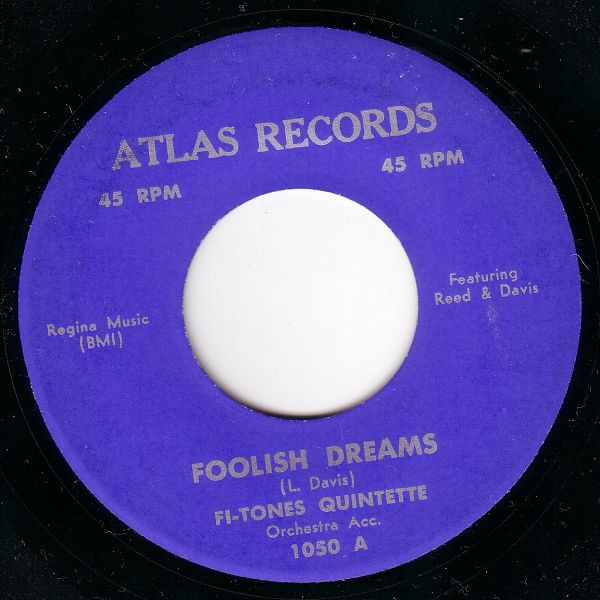 ATLAS RECORDS
45 RPM
45 RPM
Regina Music
(BMI)
Featuring
Reed & Davis
FOOLISH DREAMS
(L. Davis)
FI-TONES QUINTETTE
Orchestra Acc.
1050 A